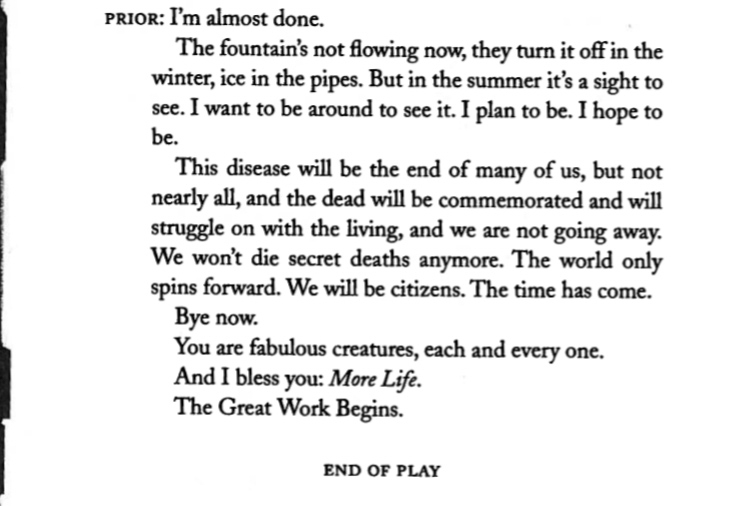 PRIOR: I'm almost done.
The fountain's not flowing now, they turn it off in the
winter, ice in the pipes. But in the summer it's a sight to
see. I want to be around to see it. I plan to be. I hope to
be.
This disease will be the end of many of us, but not
nearly all, and the dead will be commemorated and will
struggle on with the living, and we are not going away.
We won't die secret deaths anymore. The world only
spins forward. We will be citizens. The time has come.
Bye now.
You are fabulous creatures, each and every one.
And I bless you: More Life.
The Great Work Begins.
END OF PLAY